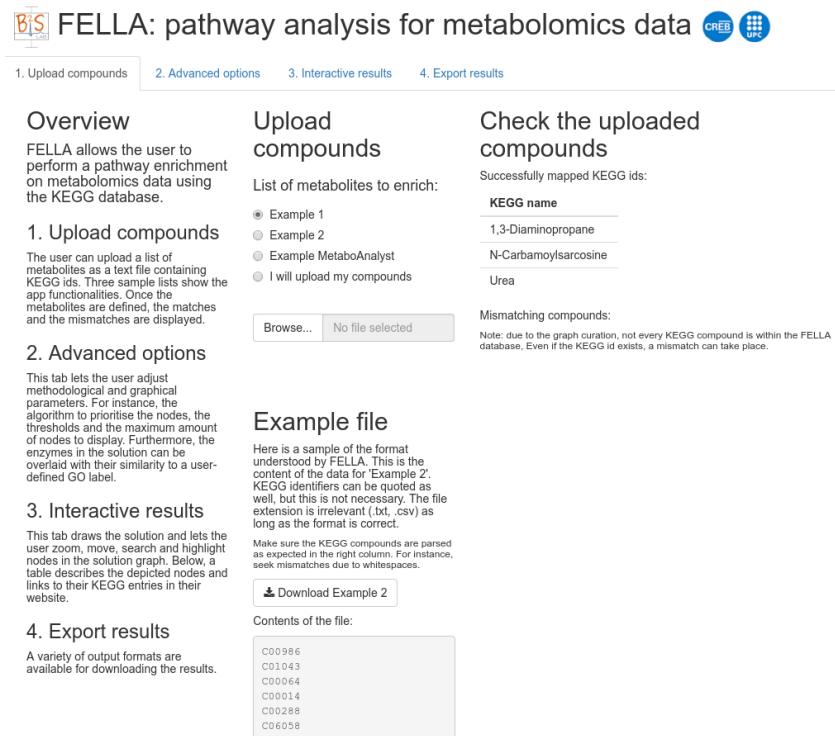 BiS
LAB
FELLA: pathway analysis for metabolomics data
CREB
UPC
1. Upload compounds
2. Advanced options
3. Interactive results
4. Export results
Overview
FELLA allows the user to
perform a pathway enrichment
on metabolomics data using
the KEGG database.
1. Upload compounds
The user can upload a list of
metabolites as a text file containing
KEGG ids. Three sample lists show the
app functionalities. Once the
metabolites are defined, the matches
and the mismatches are displayed.
2. Advanced options
This tab lets the user adjust
methodological and graphical
parameters. For instance, the
algorithm to prioritise the nodes, the
thresholds and the maximum amount
of nodes to display. Furthermore, the
enzymes in the solution can be
overlaid with their similarity to a user-
defined GO label.
3. Interactive results
This tab draws the solution and lets the
user zoom, move, search and highlight
nodes in the solution graph. Below, a
table describes the depicted nodes and
links to their KEGG entries in their
website.
4. Export results
A variety of output formats are
available for downloading the results.
Upload
compounds
List of metabolites to enrich:
Example 1
Example 2
Example MetaboAnalyst
I will upload my compounds
Browse... No file selected
Example file
Here is a sample of the format
understood by FELLA. This is the
content of the data for 'Example 2'.
KEGG identifiers can be quoted as
well, but this is not necessary. The file
extension is irrelevant (.txt, .csv) as
long as the format is correct.
Make sure the KEGG compounds are parsed
as expected in the right column. For instance,
seek mismatches due to whitespaces.
Download Example 2
Contents of the file:
C00986
C01043
C00064
C00014
C00288
C06058
Check the uploaded
compounds
Successfully mapped KEGG ids:
KEGG name
1,3-Diaminopropane
N-Carbamoylsarcosine
Urea
Mismatching compounds:
Note: due to the graph curation, not every KEGG compound is within the FELLA
database, Even if the KEGG id exists, a mismatch can take place.